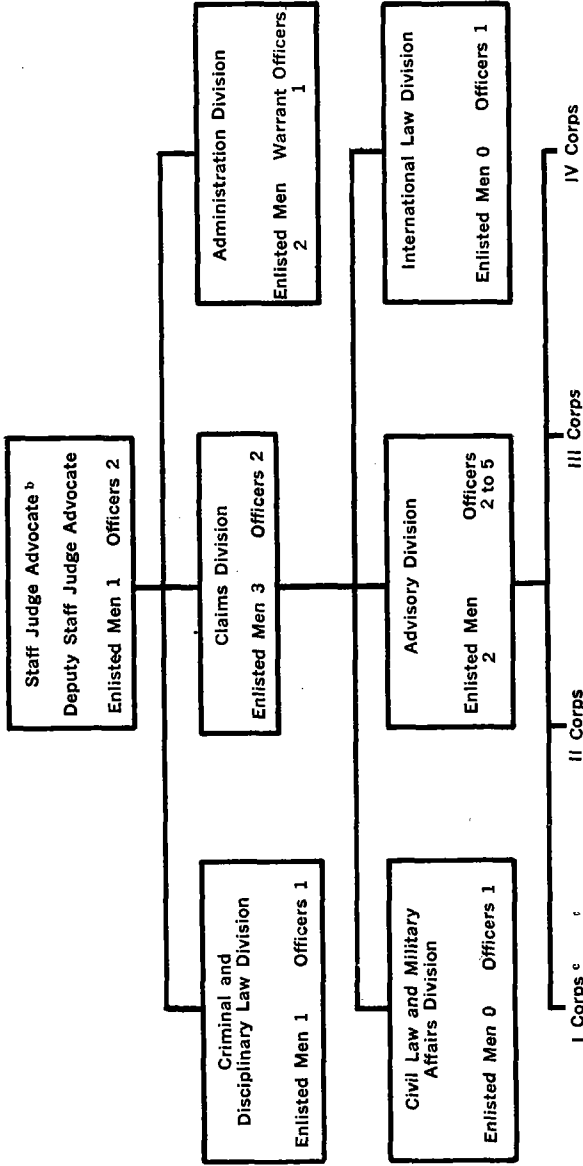 Staff Judge Advocate b
Deputy Staff Judge Advocate
Enlisted Men 1 Officers 2
Criminal and
Disciplinary Law Division
Enlisted Men 1 Officers 1
Claims Division
Enlisted Men 3 Officers 2
Administration Division
Enlisted Men Warrant Officers
2 1
Civil Law and Military
Affairs Division
Enlisted Men 0 Officers 1
Advisory Division
Enlisted Men Officers
2 2 to 5
International Law Division
Enlisted Men 0 Officers 1
I Corps c c
II Corps
III Corps
IV Corps